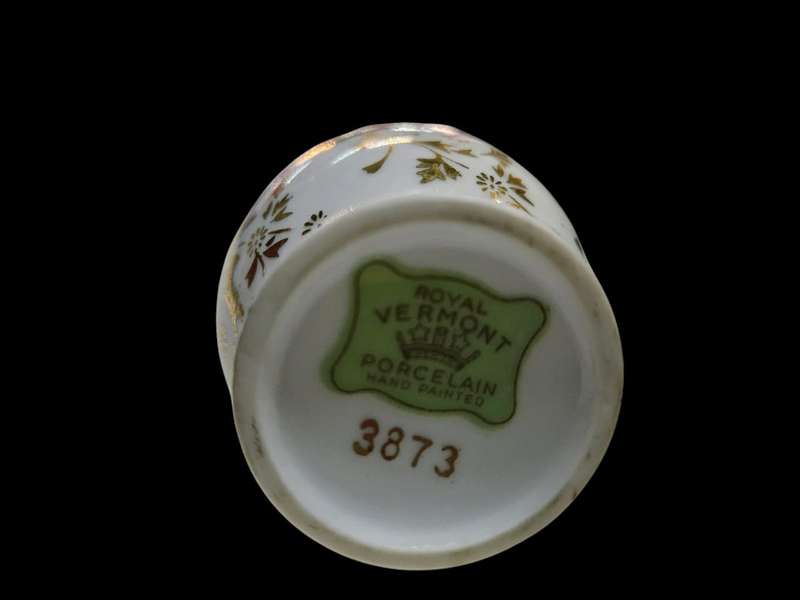 ROYAL
VERMONT
PORCELAIN
HAND PAINTED
3873